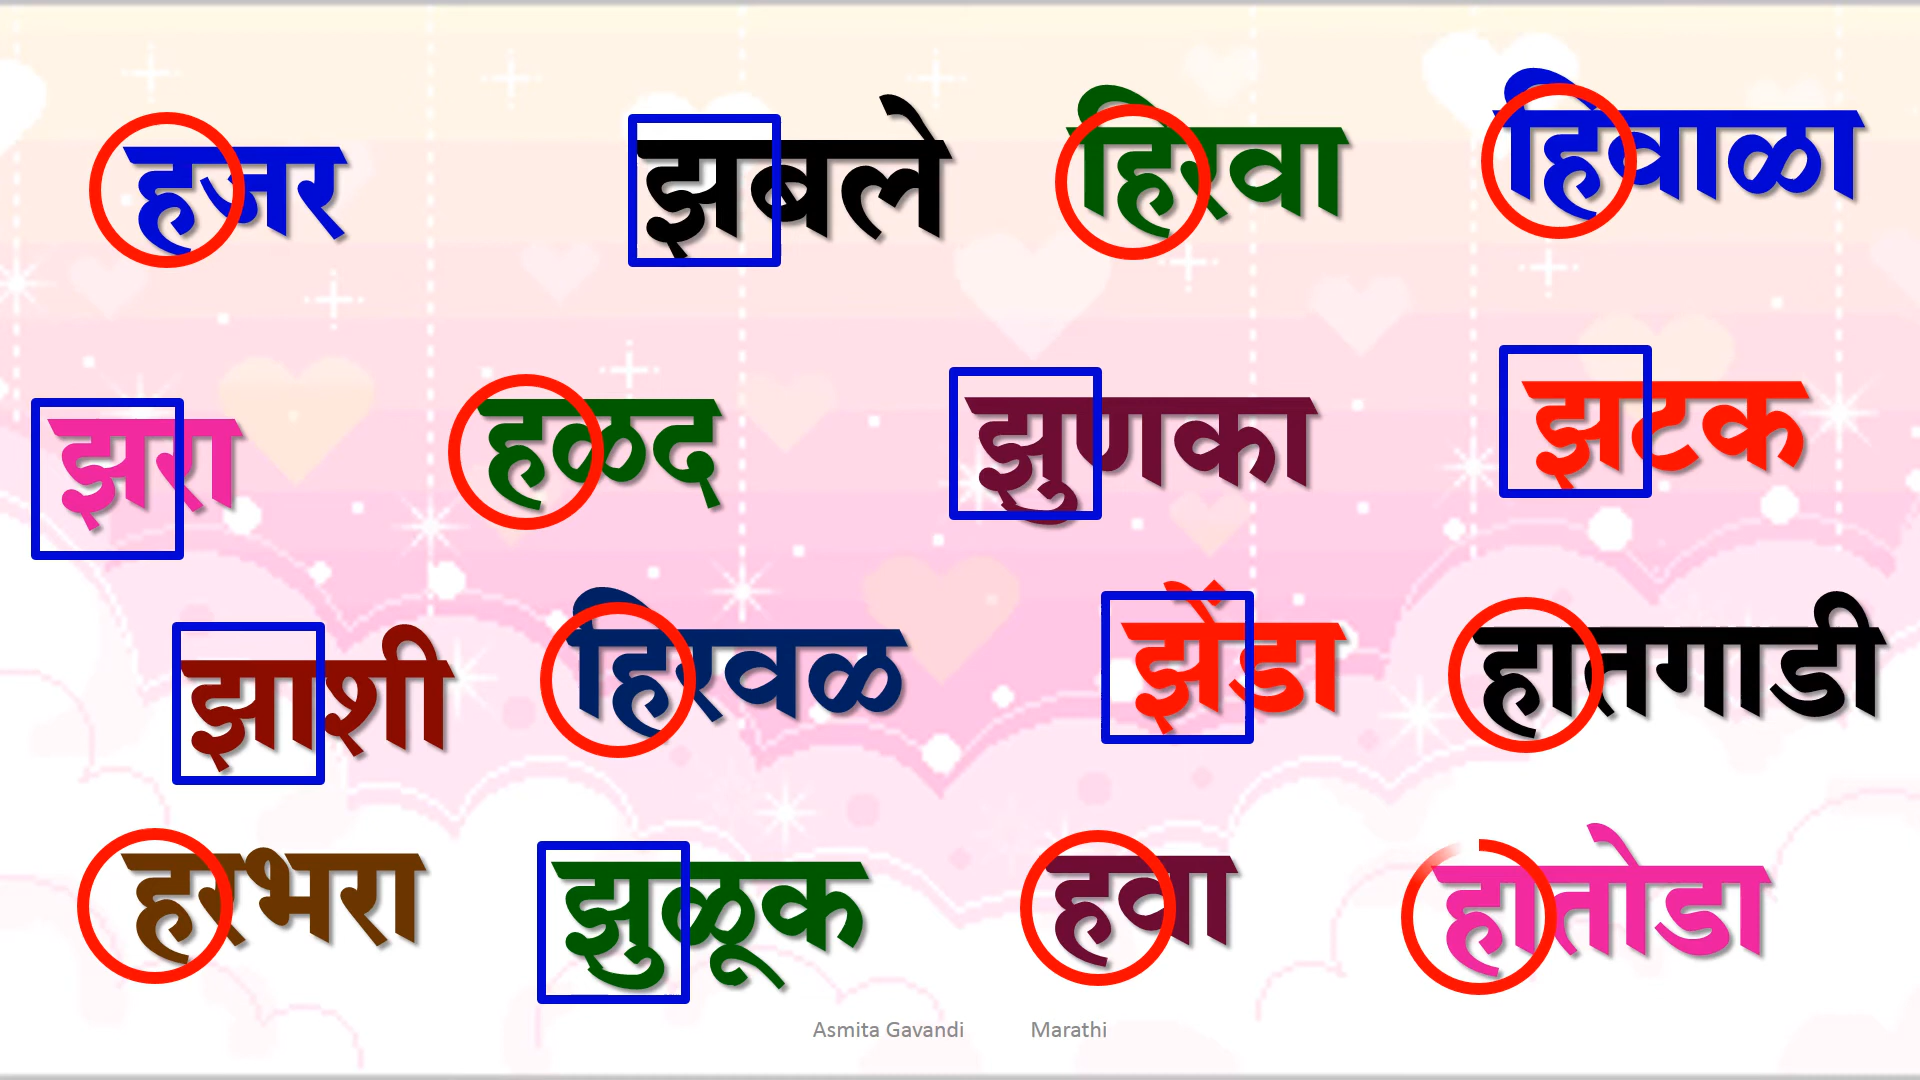 हजर झबले हिरवा हिवाळा
झरा हळद झुणका झटक
झाशी हिरवळ झेंडा हातगाडी
हरभरा झुळूक हवा हातोडा
Asmita Gavandi Marathi